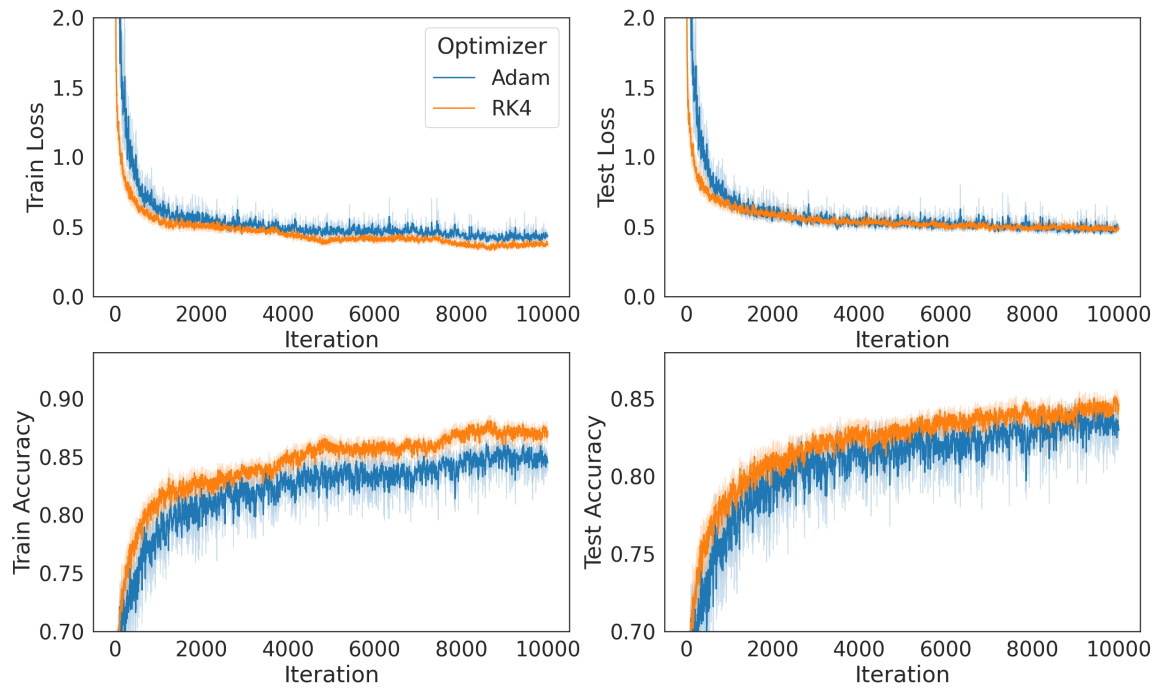 2.0
1.5
1.0
0.5
0.0
Train Loss
Optimizer
Adam
RK4
0 2000 4000 6000 8000 10000
Iteration
2.0
1.5
1.0
0.5
0.0
Test Loss
0 2000 4000 6000 8000 10000
Iteration
0.90
0.85
0.80
0.75
0.70
Train Accuracy
0 2000 4000 6000 8000 10000
Iteration
0.85
0.80
0.75
0.70
Test Accuracy
0 2000 4000 6000 8000 10000
Iteration